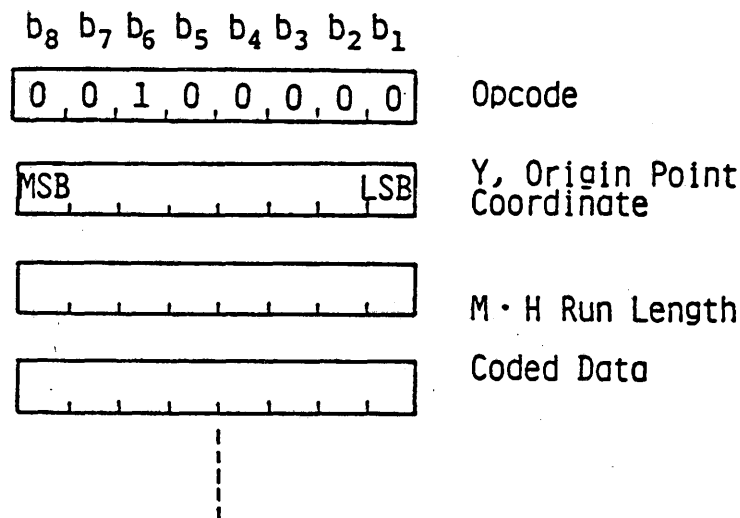 b8 b7 b6 b5 b4 b3 b2 b1
0 0 1 0 0 0 0 0 Opcode
MSB LSB Y, Origin Point
Coordinate
M · H Run Length
Coded Data